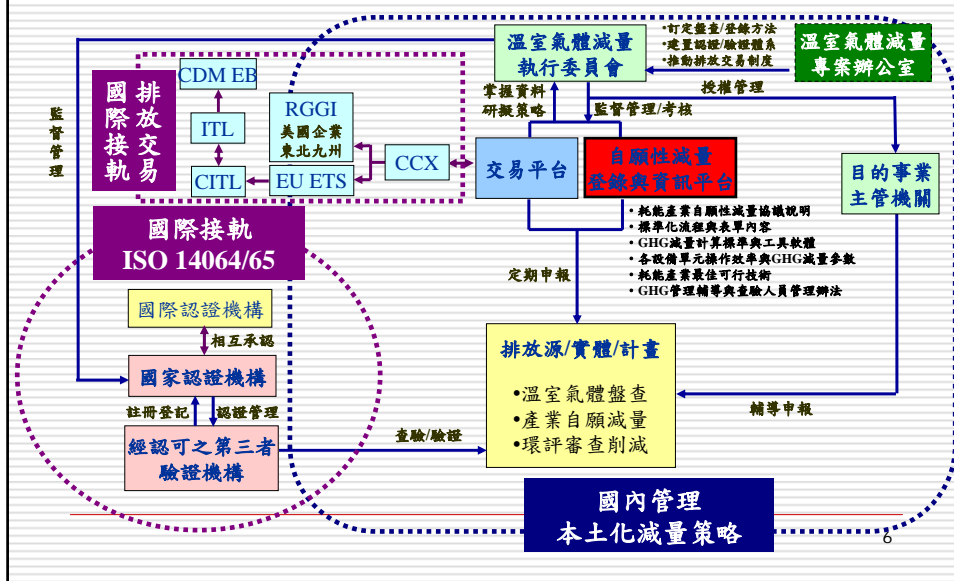 溫室氣體減量
執行委員會
•訂定盤查/登錄方法
•建置認證/驗證體系
•推動排放交易制度
溫室氣體減量
專案辦公室
監督管理
國際接軌
排放交易
CDM EB
ITL
CITL
RGGI
美國企業
東北九州
EU ETS
CCX
掌握資料
研擬策略
監督管理/考核
授權管理
交易平台
自願性減量
登錄與資訊平台
目的事業
主管機關
•耗能產業自願性減量協議說明
•標準化流程與表單內容
•GHG減量計算標準與工具軟體
•各設備單元操作效率與GHG減量參數
•耗能產業最佳可行技術
•GHG管理輔導與查驗人員管理辦法
定期申報
國際接軌
ISO 14064/65
國際認證機構
相互承認
國家認證機構
註冊登記
認證管理
經認可之第三者
驗證機構
查驗/驗證
排放源/實體/計畫
•溫室氣體盤查
•產業自願減量
•環評審查削減
輔導申報
國內管理
本土化減量策略
6